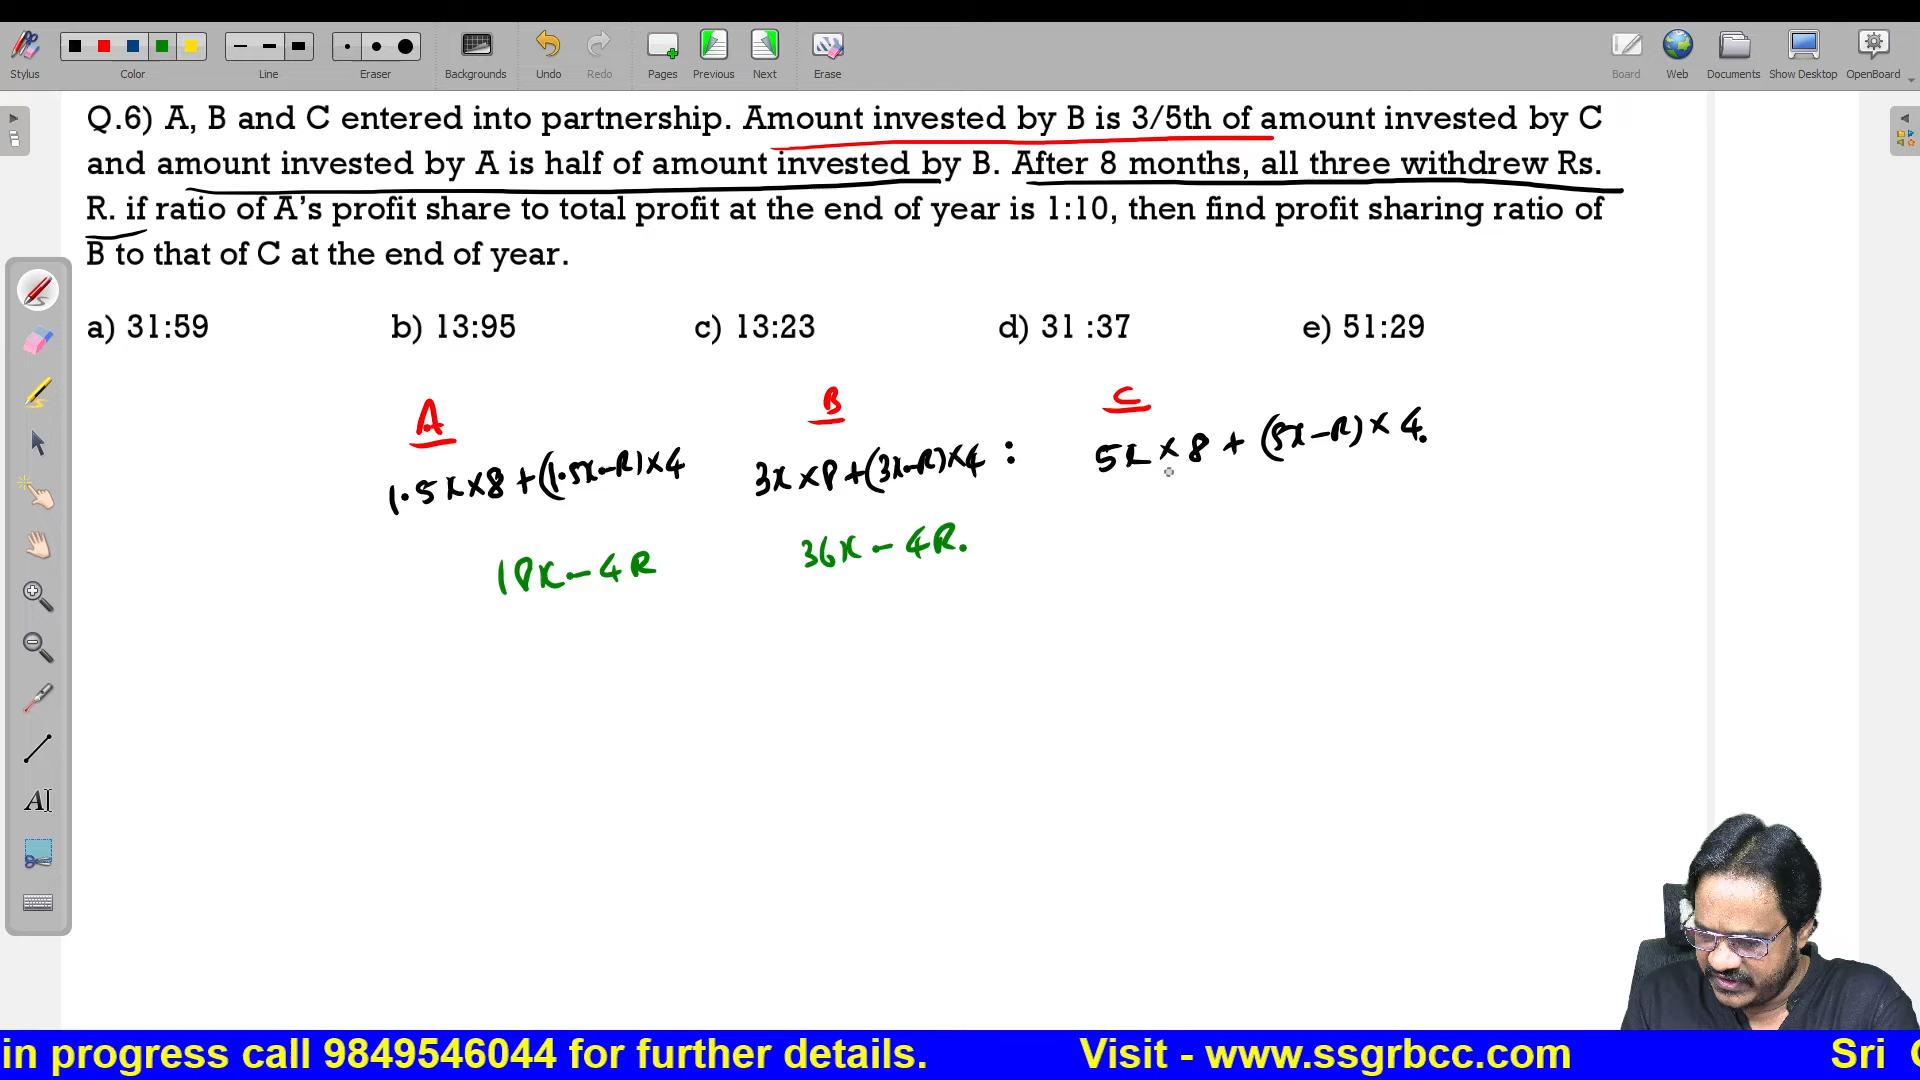 Stylus
Color
Line
Eraser
Backgrounds
Undo
Redo
Pages
Previous
Next
Erase
Board
Web
Documents
Show Desktop
OpenBoard
Q.6) A, B and C entered into partnership. Amount invested by B is 3/5th of amount invested by C
and amount invested by A is half of amount invested by B. After 8 months, all three withdrew Rs.
R. if ratio of A’s profit share to total profit at the end of year is 1:10, then find profit sharing ratio of
B to that of C at the end of year.
a) 31:59 b) 13:95 c) 13:23 d) 31 :37 e) 51:29
A B C
1.5x×8+(1.5x-R)×4 3x×8+(3x-R)×4 : 5x×8+(5x-R)×4.
18x-4R 36x-4R.
AI
in progress call 9849546044 for further details. Visit - www.ssgrbcc.com Sri